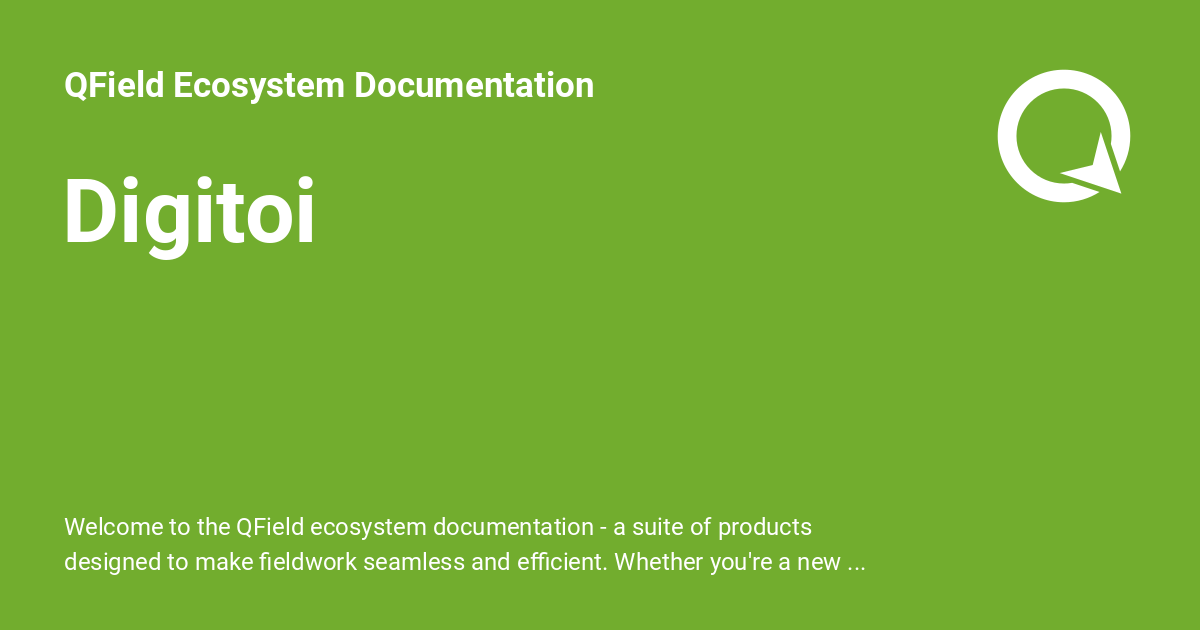 QField Ecosystem Documentation
Digitoi
Welcome to the QField ecosystem documentation - a suite of products
designed to make fieldwork seamless and efficient. Whether you're a new ...